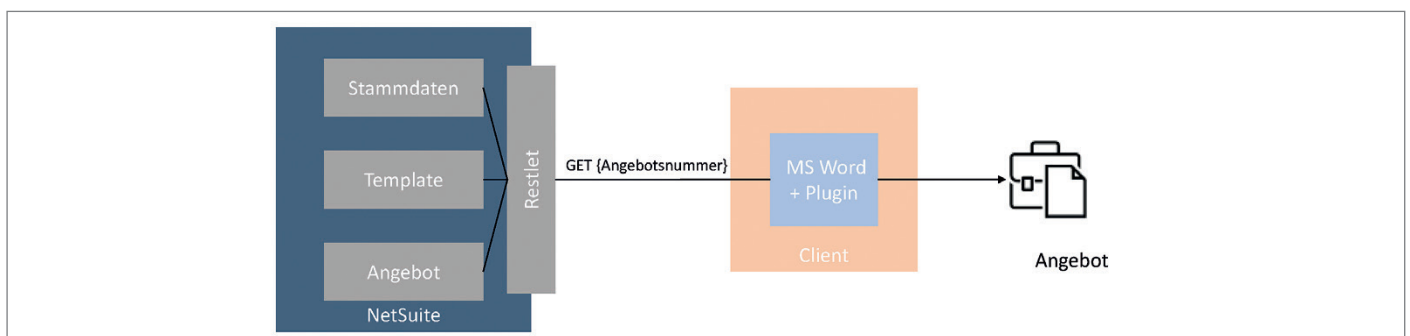 Stammdaten
Template
Angebot
NetSuite
Restlet
GET {Angebotsnummer}
MS Word
+ Plugin
Client
Angebot